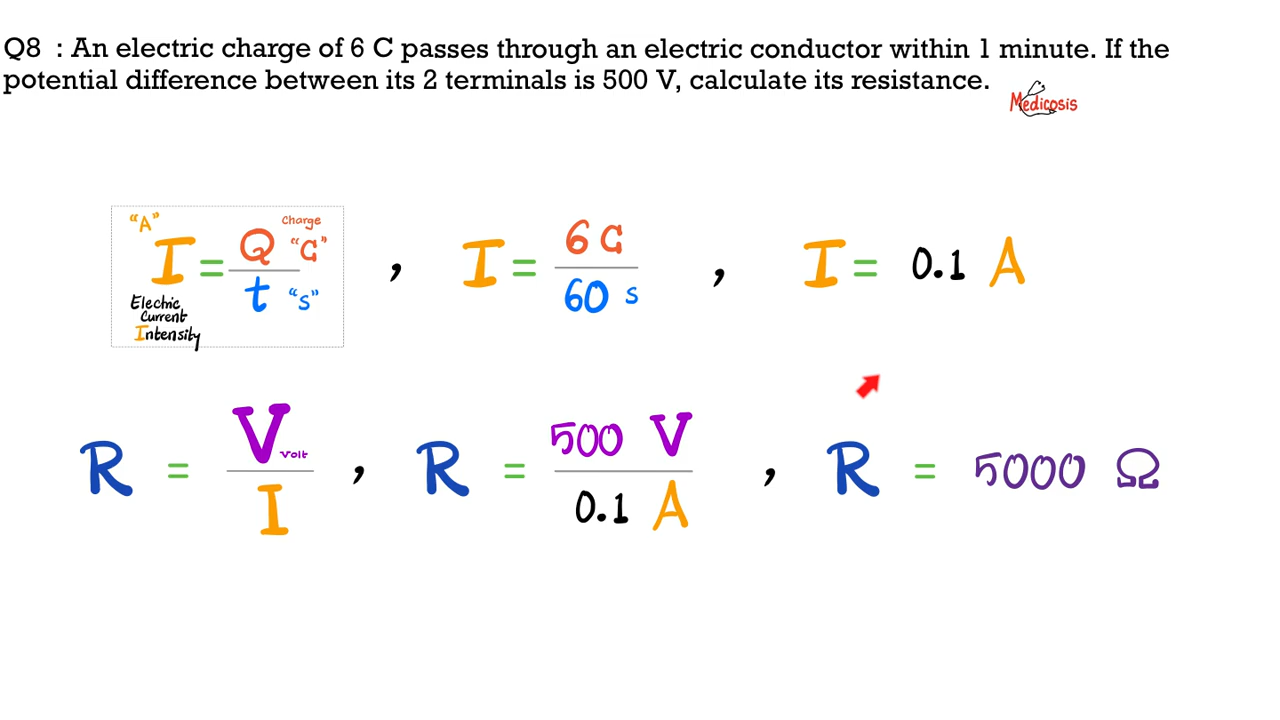 Q8 : An electric charge of 6 C passes through an electric conductor within 1 minute. If the
potential difference between its 2 terminals is 500 V, calculate its resistance.
Medicosis
"A" I = Q Charge "C" / t "S" , I = 6 C / 60 s , I = 0.1 A
Electric
Current
Intensity
R = V volt / I , R = 500 V / 0.1 A , R = 5000 Ω